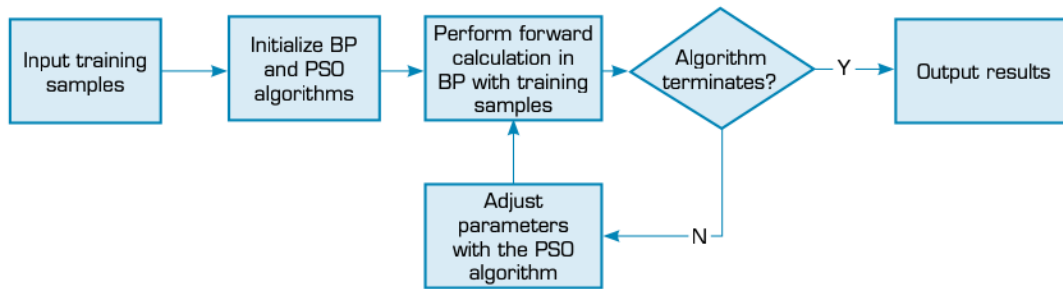 Input training
samples
Initialize BP
and PSO
algorithms
Perform forward
calculation in
BP with training
samples
Algorithm
terminates?
Y
Output results
N
Adjust
parameters
with the PSO
algorithm